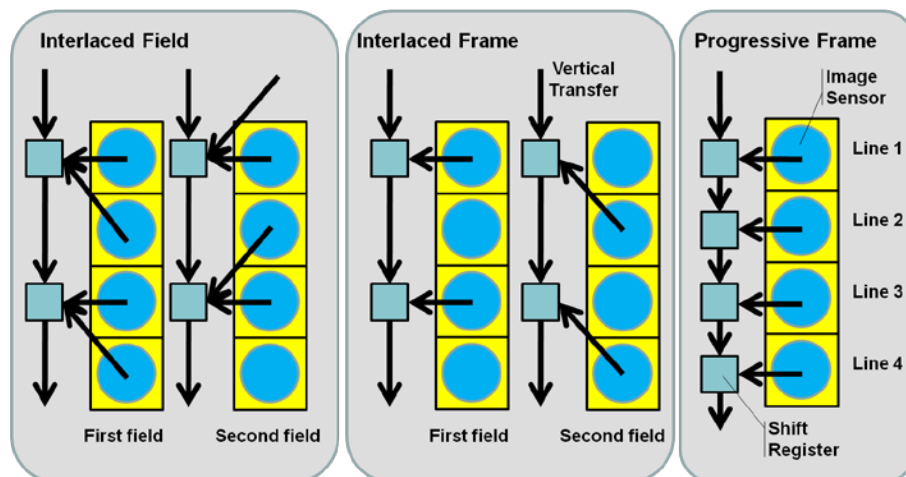 Interlaced Field
First field
Second field
Interlaced Frame
Vertical
Transfer
First field
Second field
Progressive Frame
Image
Sensor
Line 1
Line 2
Line 3
Line 4
Shift
Register